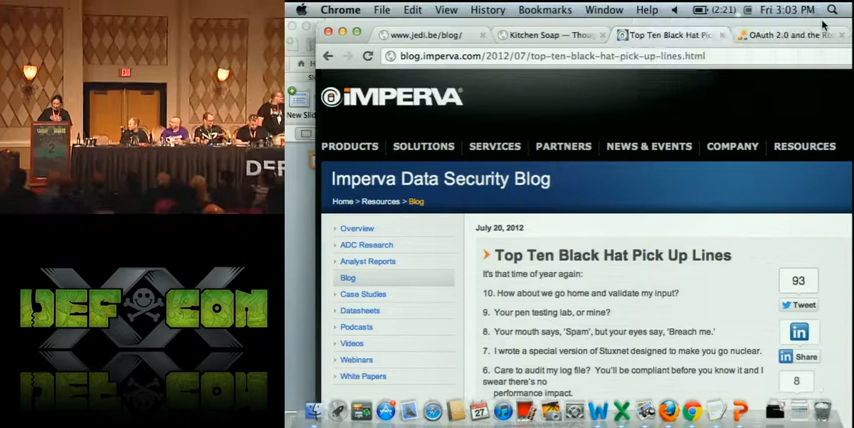 Chrome File Edit View History Bookmarks Window Help (2:21) Fri 3:03 PM
www.jedi.be/blog/ Kitchen Soap — Thoug Top Ten Black Hat Pic OAuth 2.0 and the Ro
blog.imperva.com/2012/07/top-ten-black-hat-pick-up-lines.html
New Slid
IMPERVA
PRODUCTS SOLUTIONS SERVICES PARTNERS NEWS & EVENTS COMPANY RESOURCES
Imperva Data Security Blog
Home > Resources > Blog
Overview
ADC Research
Analyst Reports
Blog
Case Studies
Datasheets
Podcasts
Videos
Webinars
White Papers
July 20, 2012
Top Ten Black Hat Pick Up Lines
It's that time of year again:
10. How about we go home and validate my input?
9. Your pen testing lab, or mine?
8. Your mouth says, 'Spam', but your eyes say, 'Breach me.'
7. I wrote a special version of Stuxnet designed to make you go nuclear.
6. Care to audit my log file? You'll be compliant before you know it and I
swear there's no
performance impact.
93
Tweet
in
in Share
8
2
DEF
DEF CON
XX